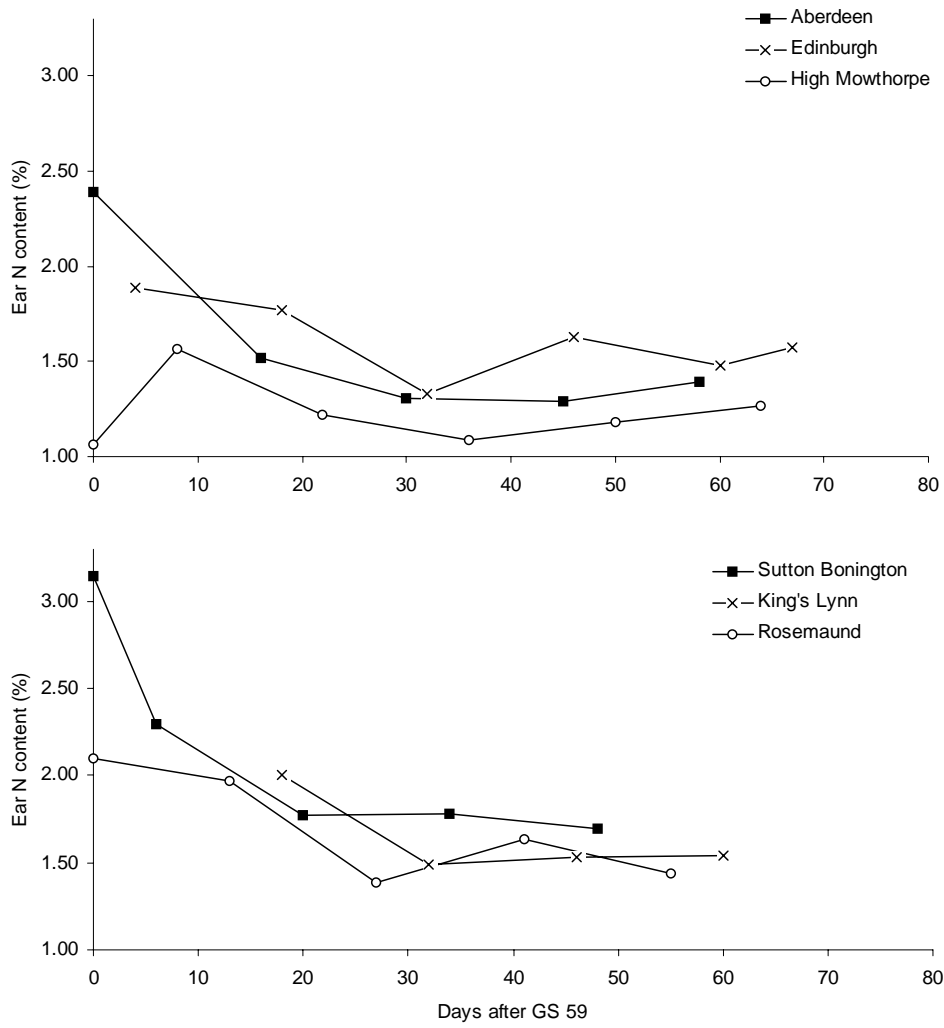 Aberdeen
Edinburgh
High Mowthorpe
Ear N content (%)
3.00
2.50
2.00
1.50
1.00
0 10 20 30 40 50 60 70 80
Sutton Bonington
King's Lynn
Rosemaund
Ear N content (%)
3.00
2.50
2.00
1.50
1.00
0 10 20 30 40 50 60 70 80
Days after GS 59